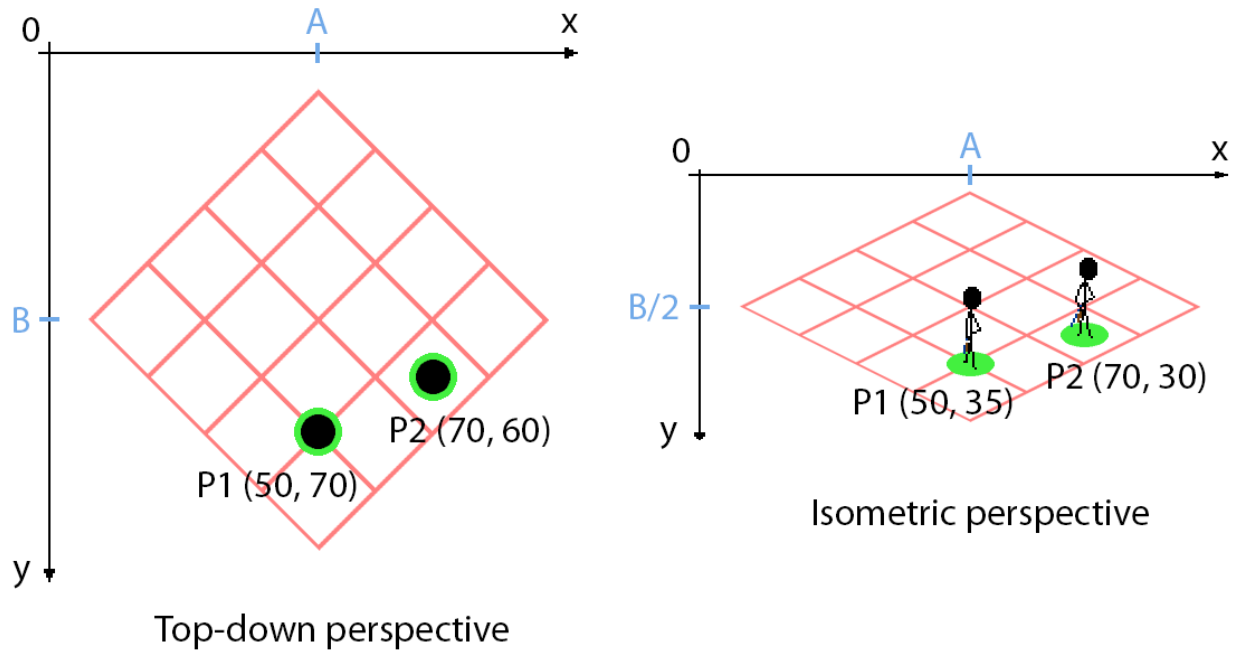 0
A
x
B
P2 (70, 60)
P1 (50, 70)
y
Top-down perspective
0
A
x
B/2
P2 (70, 30)
P1 (50, 35)
y
Isometric perspective